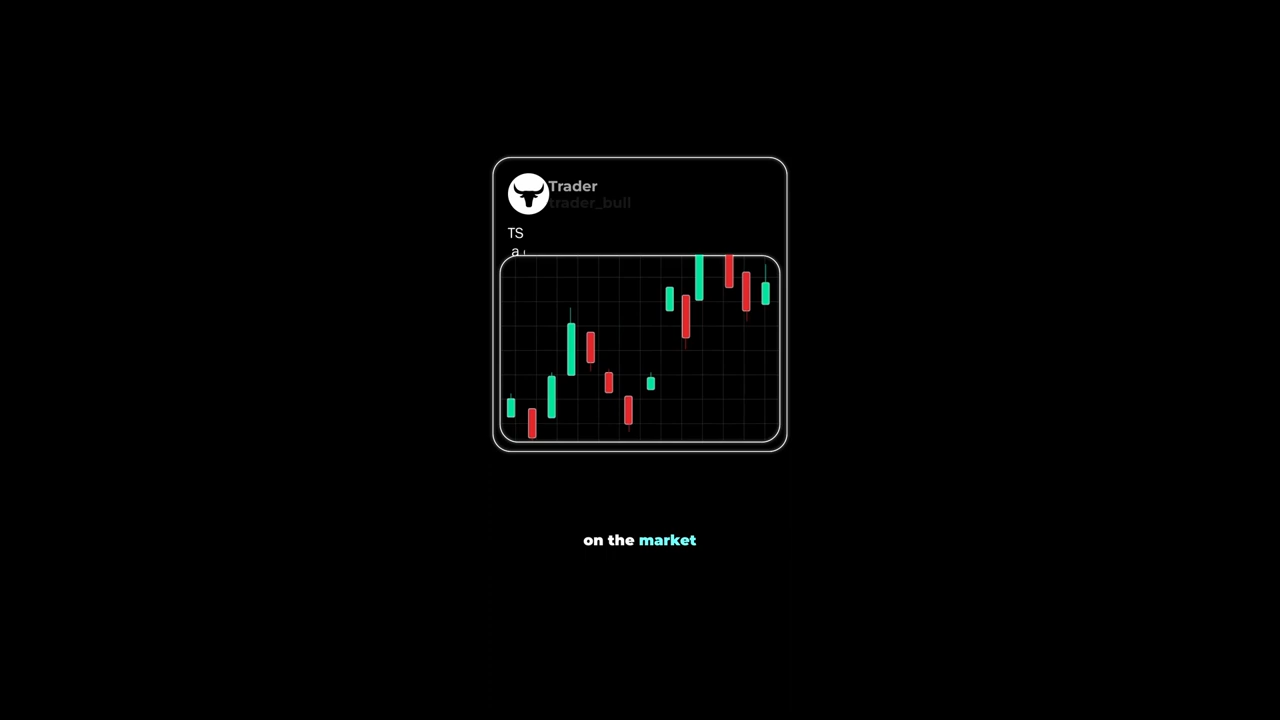 Trader
trader_bull
TS
a
on the market